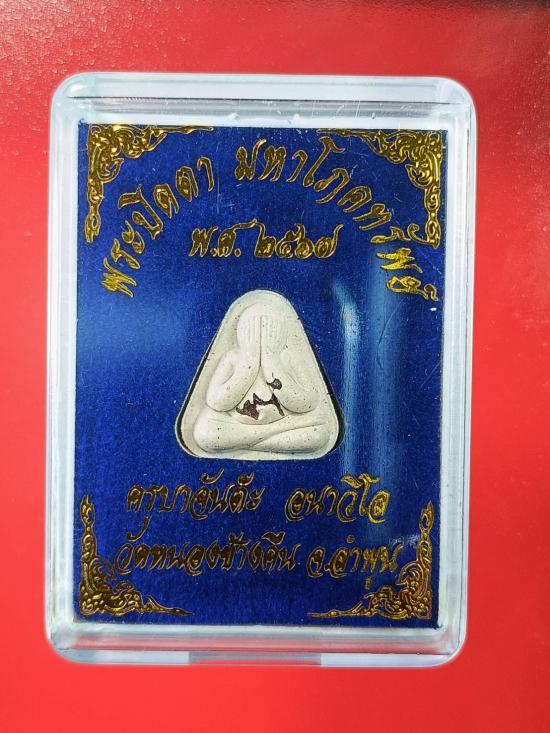 พระปิดตา มหาโภคทรัพย์
พ.ศ. ๒๕๑๗
ครูบาจันต๊ะ อนาวิโล
วัดหนองช้างคืน จ.ลำพูน